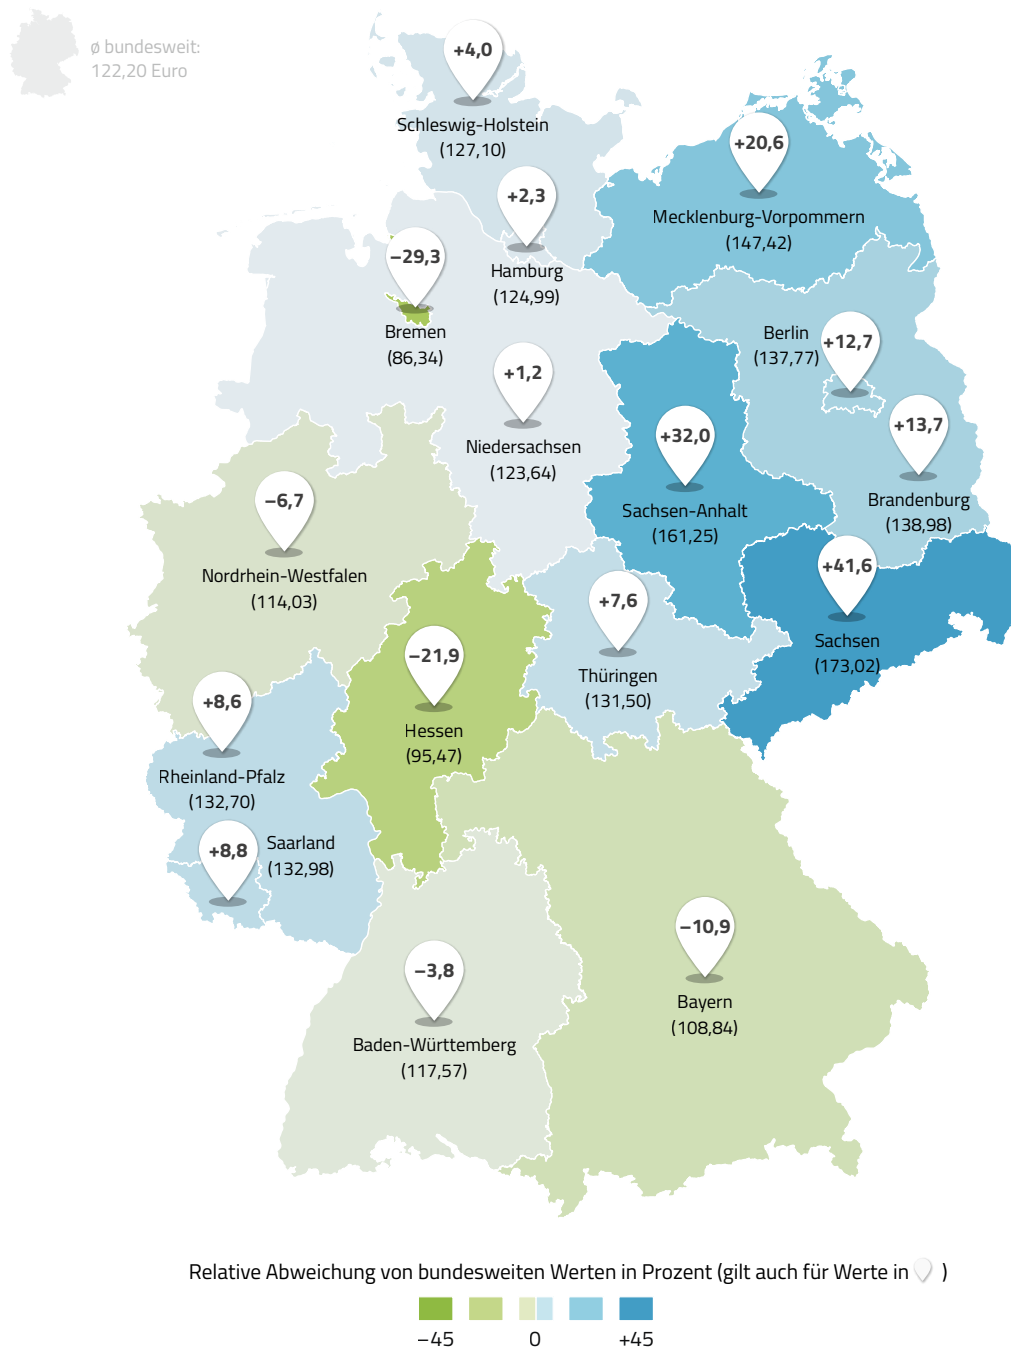 ø bundesweit:
122,20 Euro
+4,0
Schleswig-Holstein
(127,10)
+20,6
Mecklenburg-Vorpommern
(147,42)
+2,3
Hamburg
(124,99)
−29,3
Bremen
(86,34)
Berlin
(137,77)
+12,7
+1,2
Niedersachsen
(123,64)
+13,7
Brandenburg
(138,98)
+32,0
Sachsen-Anhalt
(161,25)
−6,7
Nordrhein-Westfalen
(114,03)
+41,6
Sachsen
(173,02)
+7,6
Thüringen
(131,50)
−21,9
Hessen
(95,47)
+8,6
Rheinland-Pfalz
(132,70)
+8,8
Saarland
(132,98)
−10,9
Bayern
(108,84)
−3,8
Baden-Württemberg
(117,57)
Relative Abweichung von bundesweiten Werten in Prozent (gilt auch für Werte in )
−45 0 +45